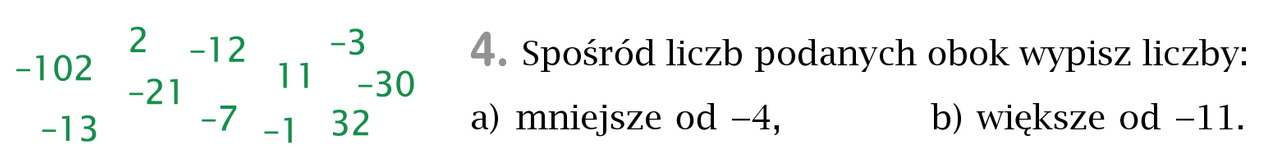 –102 2 –12 –3
–21 11 –30
–13 –7 –1 32
4. Spośród liczb podanych obok wypisz liczby:
a) mniejsze od –4, b) większe od –11.